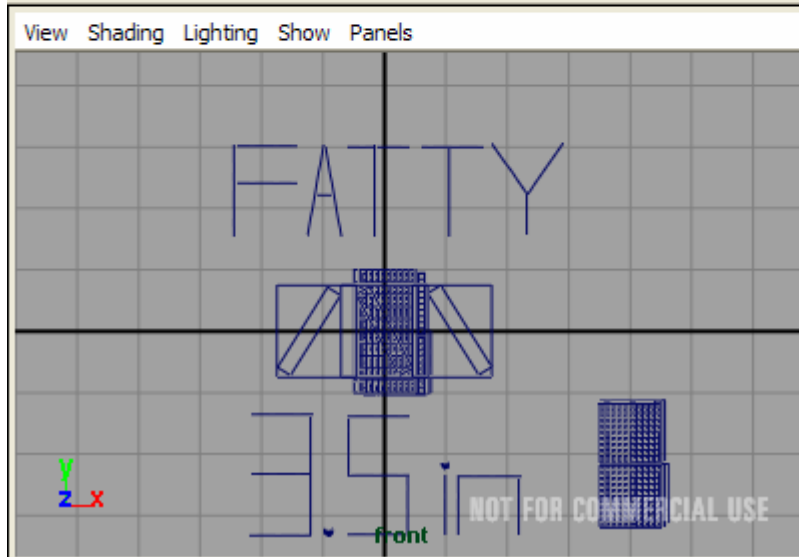 View Shading Lighting Show Panels
FATTY
3.5in
NOT FOR COMMERCIAL USE
y
z x
front